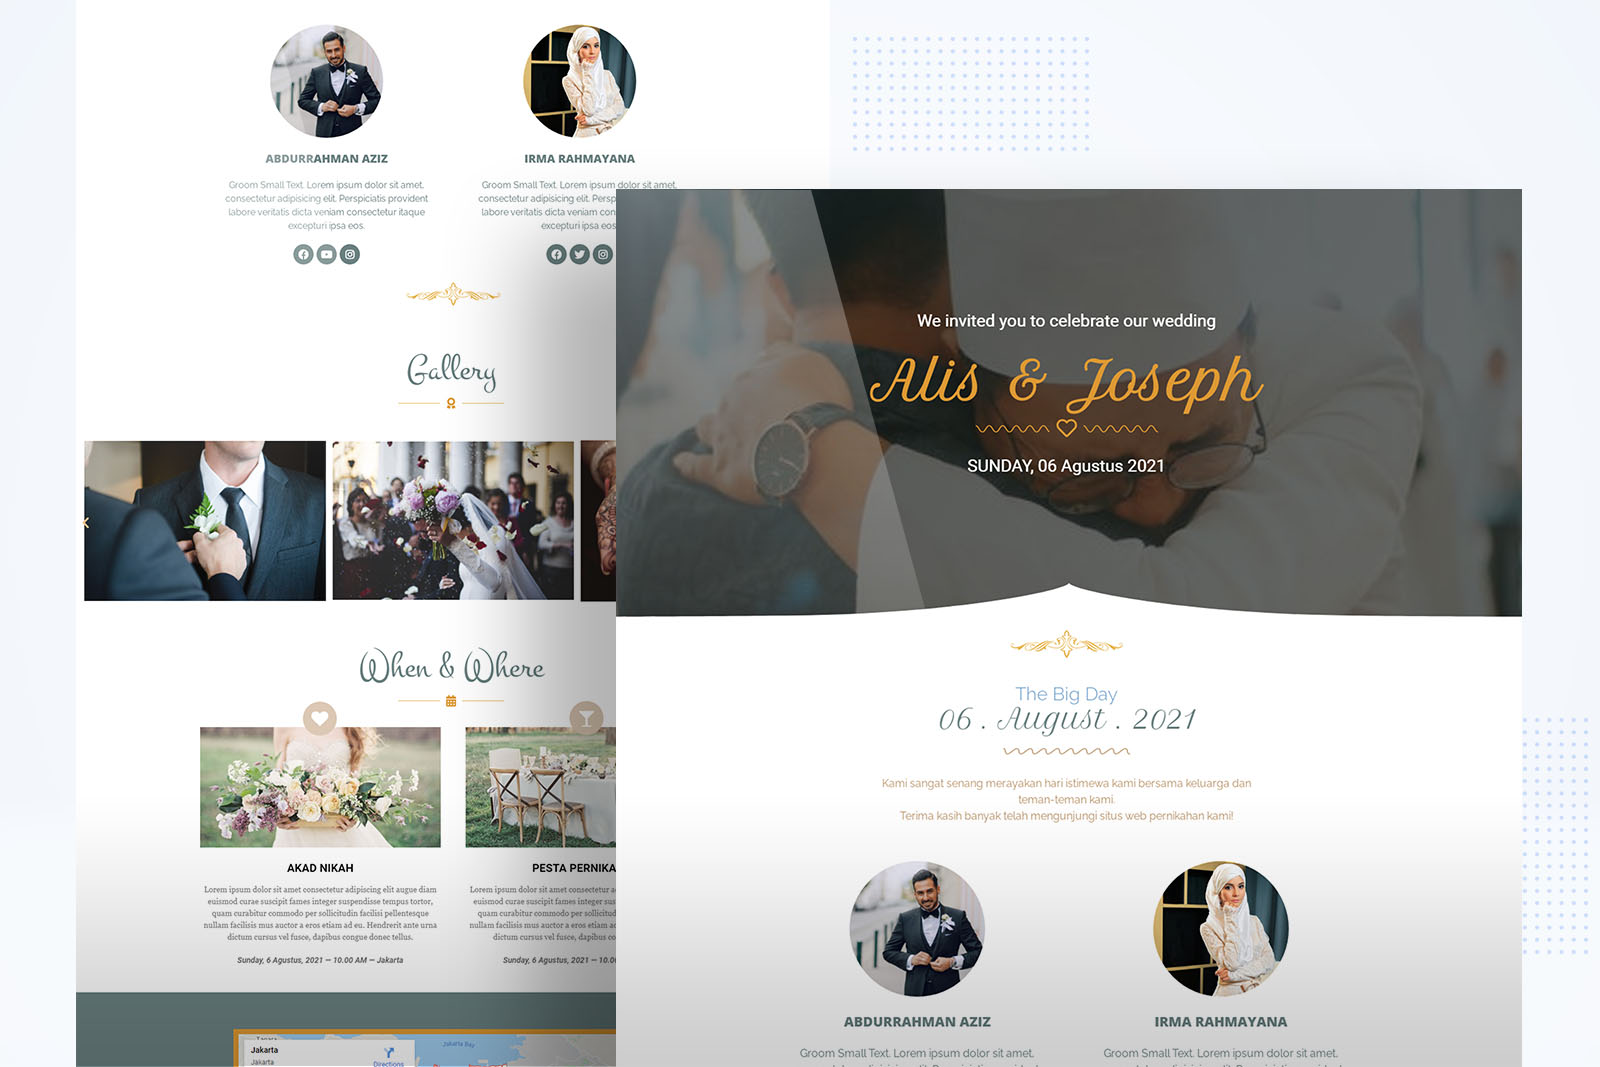 ABDURRAHMAN AZIZ
Groom Small Text. Lorem ipsum dolor sit amet,
consectetur adipisicing elit. Perspiciatis provident
labore veritatis dicta veniam consectetur itaque
excepturi ipsa eos.
IRMA RAHMAYANA
Groom Small Text. Lorem ipsum dolor sit amet,
consectetur adipisicing elit. Persp
labore veritatis dicta veniam con
excepturi ipsa eos
Gallery
When & Where
AKAD NIKAH
Lorem ipsum dolor sit amet consectetur adipiscing elit augue diam
euismod curae suscipit fames integer suspendisse tempus tortor,
quam curabitur commodo per sollicitudin facilisi pellentesque
nullam facilisis mus auctor a eros etiam ad eu. Hendrerit ante urna
dictum cursus vel fusce, dapibus congue donec tellus.
Sunday, 6 Agustus, 2021 — 10.00 AM — Jakarta
PESTA PERNIKA
Lorem ipsum dolor sit amet consectetur a
euismod curae suscipit fames integer sus
quam curabitur commodo per sollicitud
nullam facilisis mus auctor a eros etiam a
dictum cursus vel fusce, dapibus co
Sunday, 6 Agustus, 2021 — 10.0
Jakarta
Jakarta
Directions
Jakarta Bay
We invited you to celebrate our wedding
Alis & Joseph
SUNDAY, 06 Agustus 2021
The Big Day
06 . August . 2021
Kami sangat senang merayakan hari istimewa kami bersama keluarga dan
teman-teman kami.
Terima kasih banyak telah mengunjungi situs web pernikahan kami!
ABDURRAHMAN AZIZ
Groom Small Text. Lorem ipsum dolor sit amet,
IRMA RAHMAYANA
Groom Small Text. Lorem ipsum dolor sit amet,